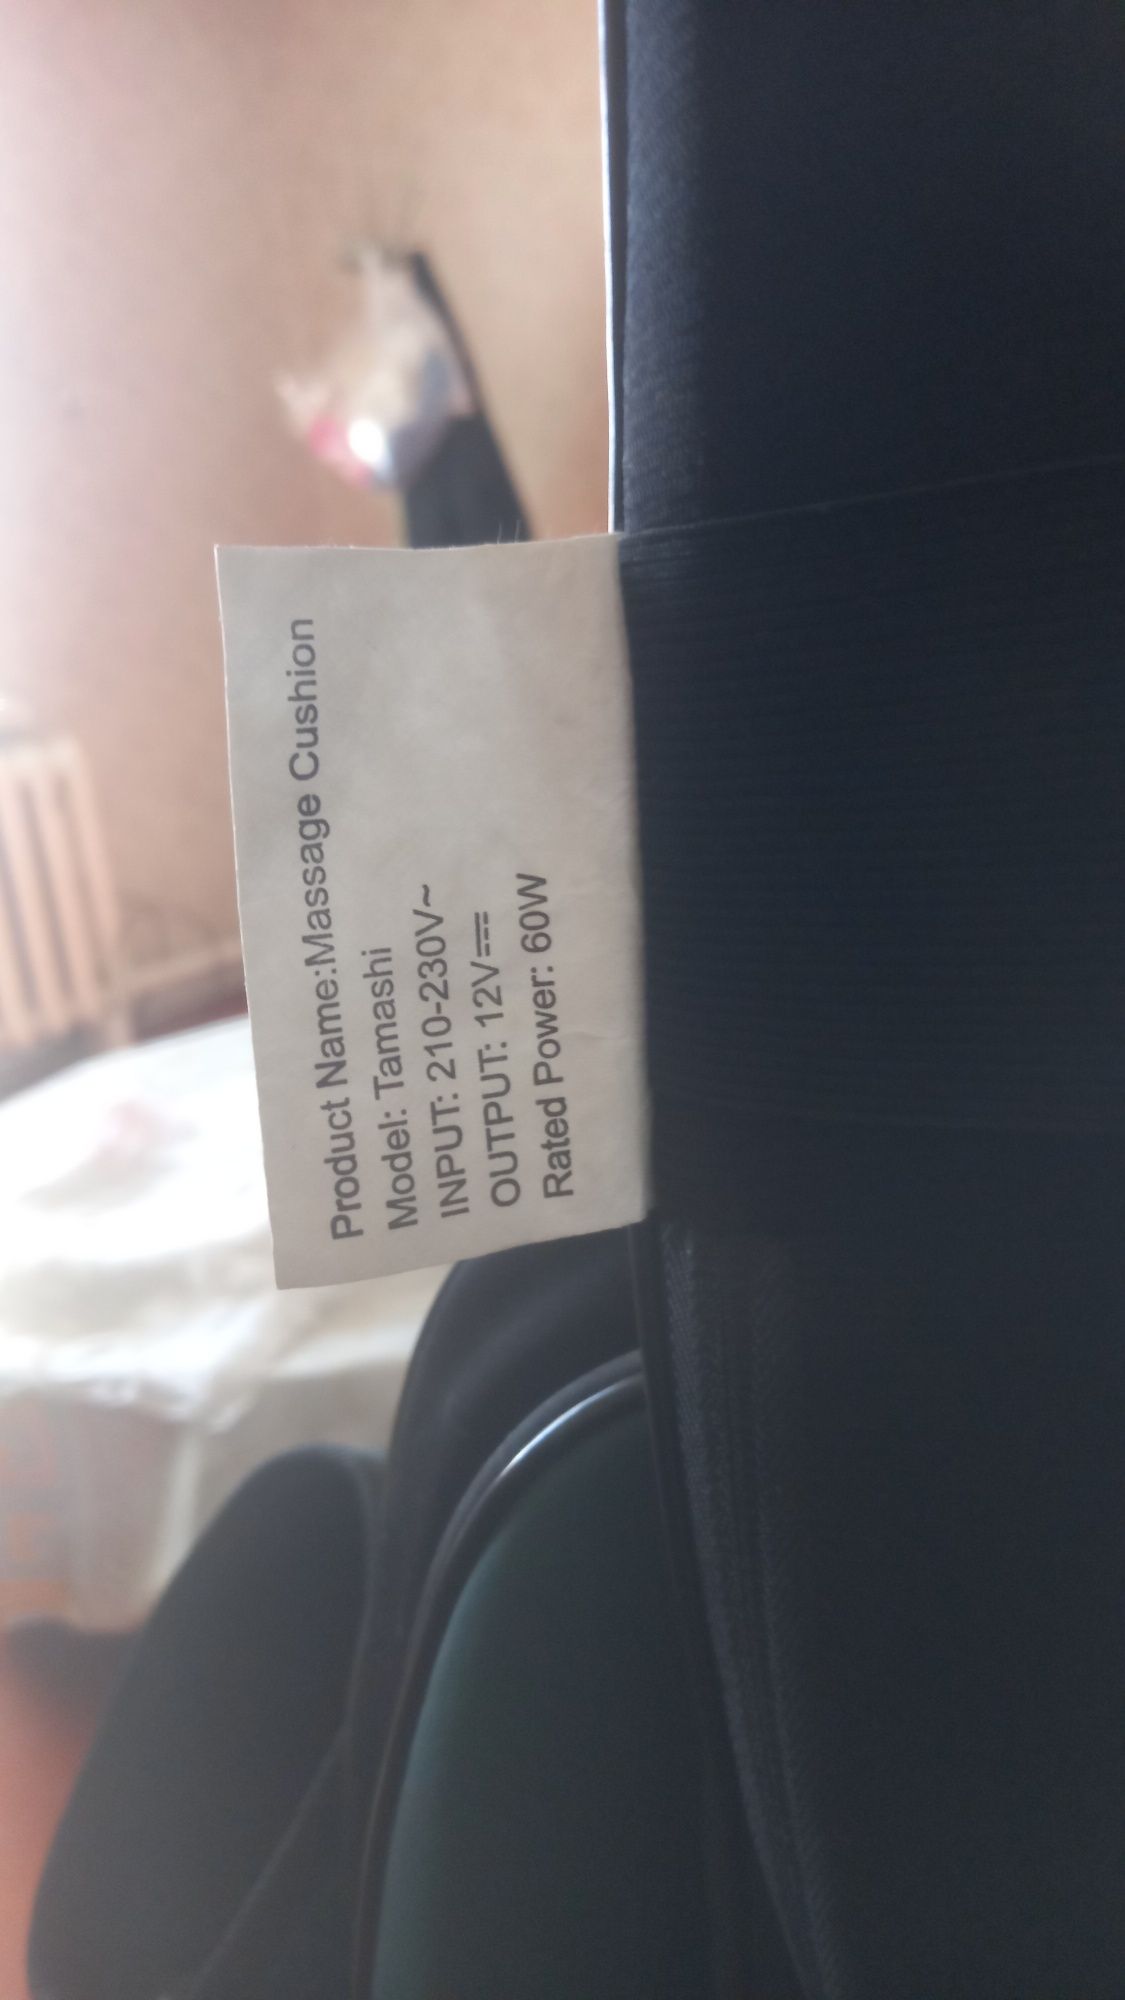 Product Name:Massage Cushion
Model: Tamashi
INPUT: 210-230V~
OUTPUT: 12V⎓
Rated Power: 60W